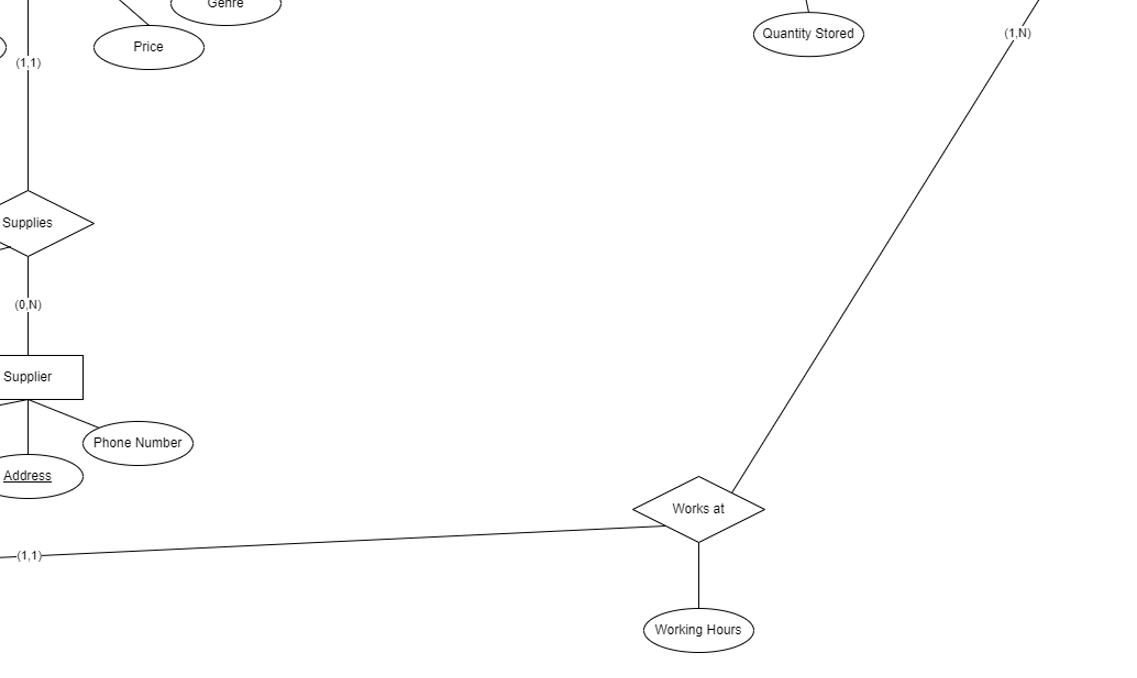 Genre
Price
Quantity Stored
(1,N)
(1,1)
Supplies
(0,N)
Supplier
Phone Number
Address
Works at
(1,1)
Working Hours